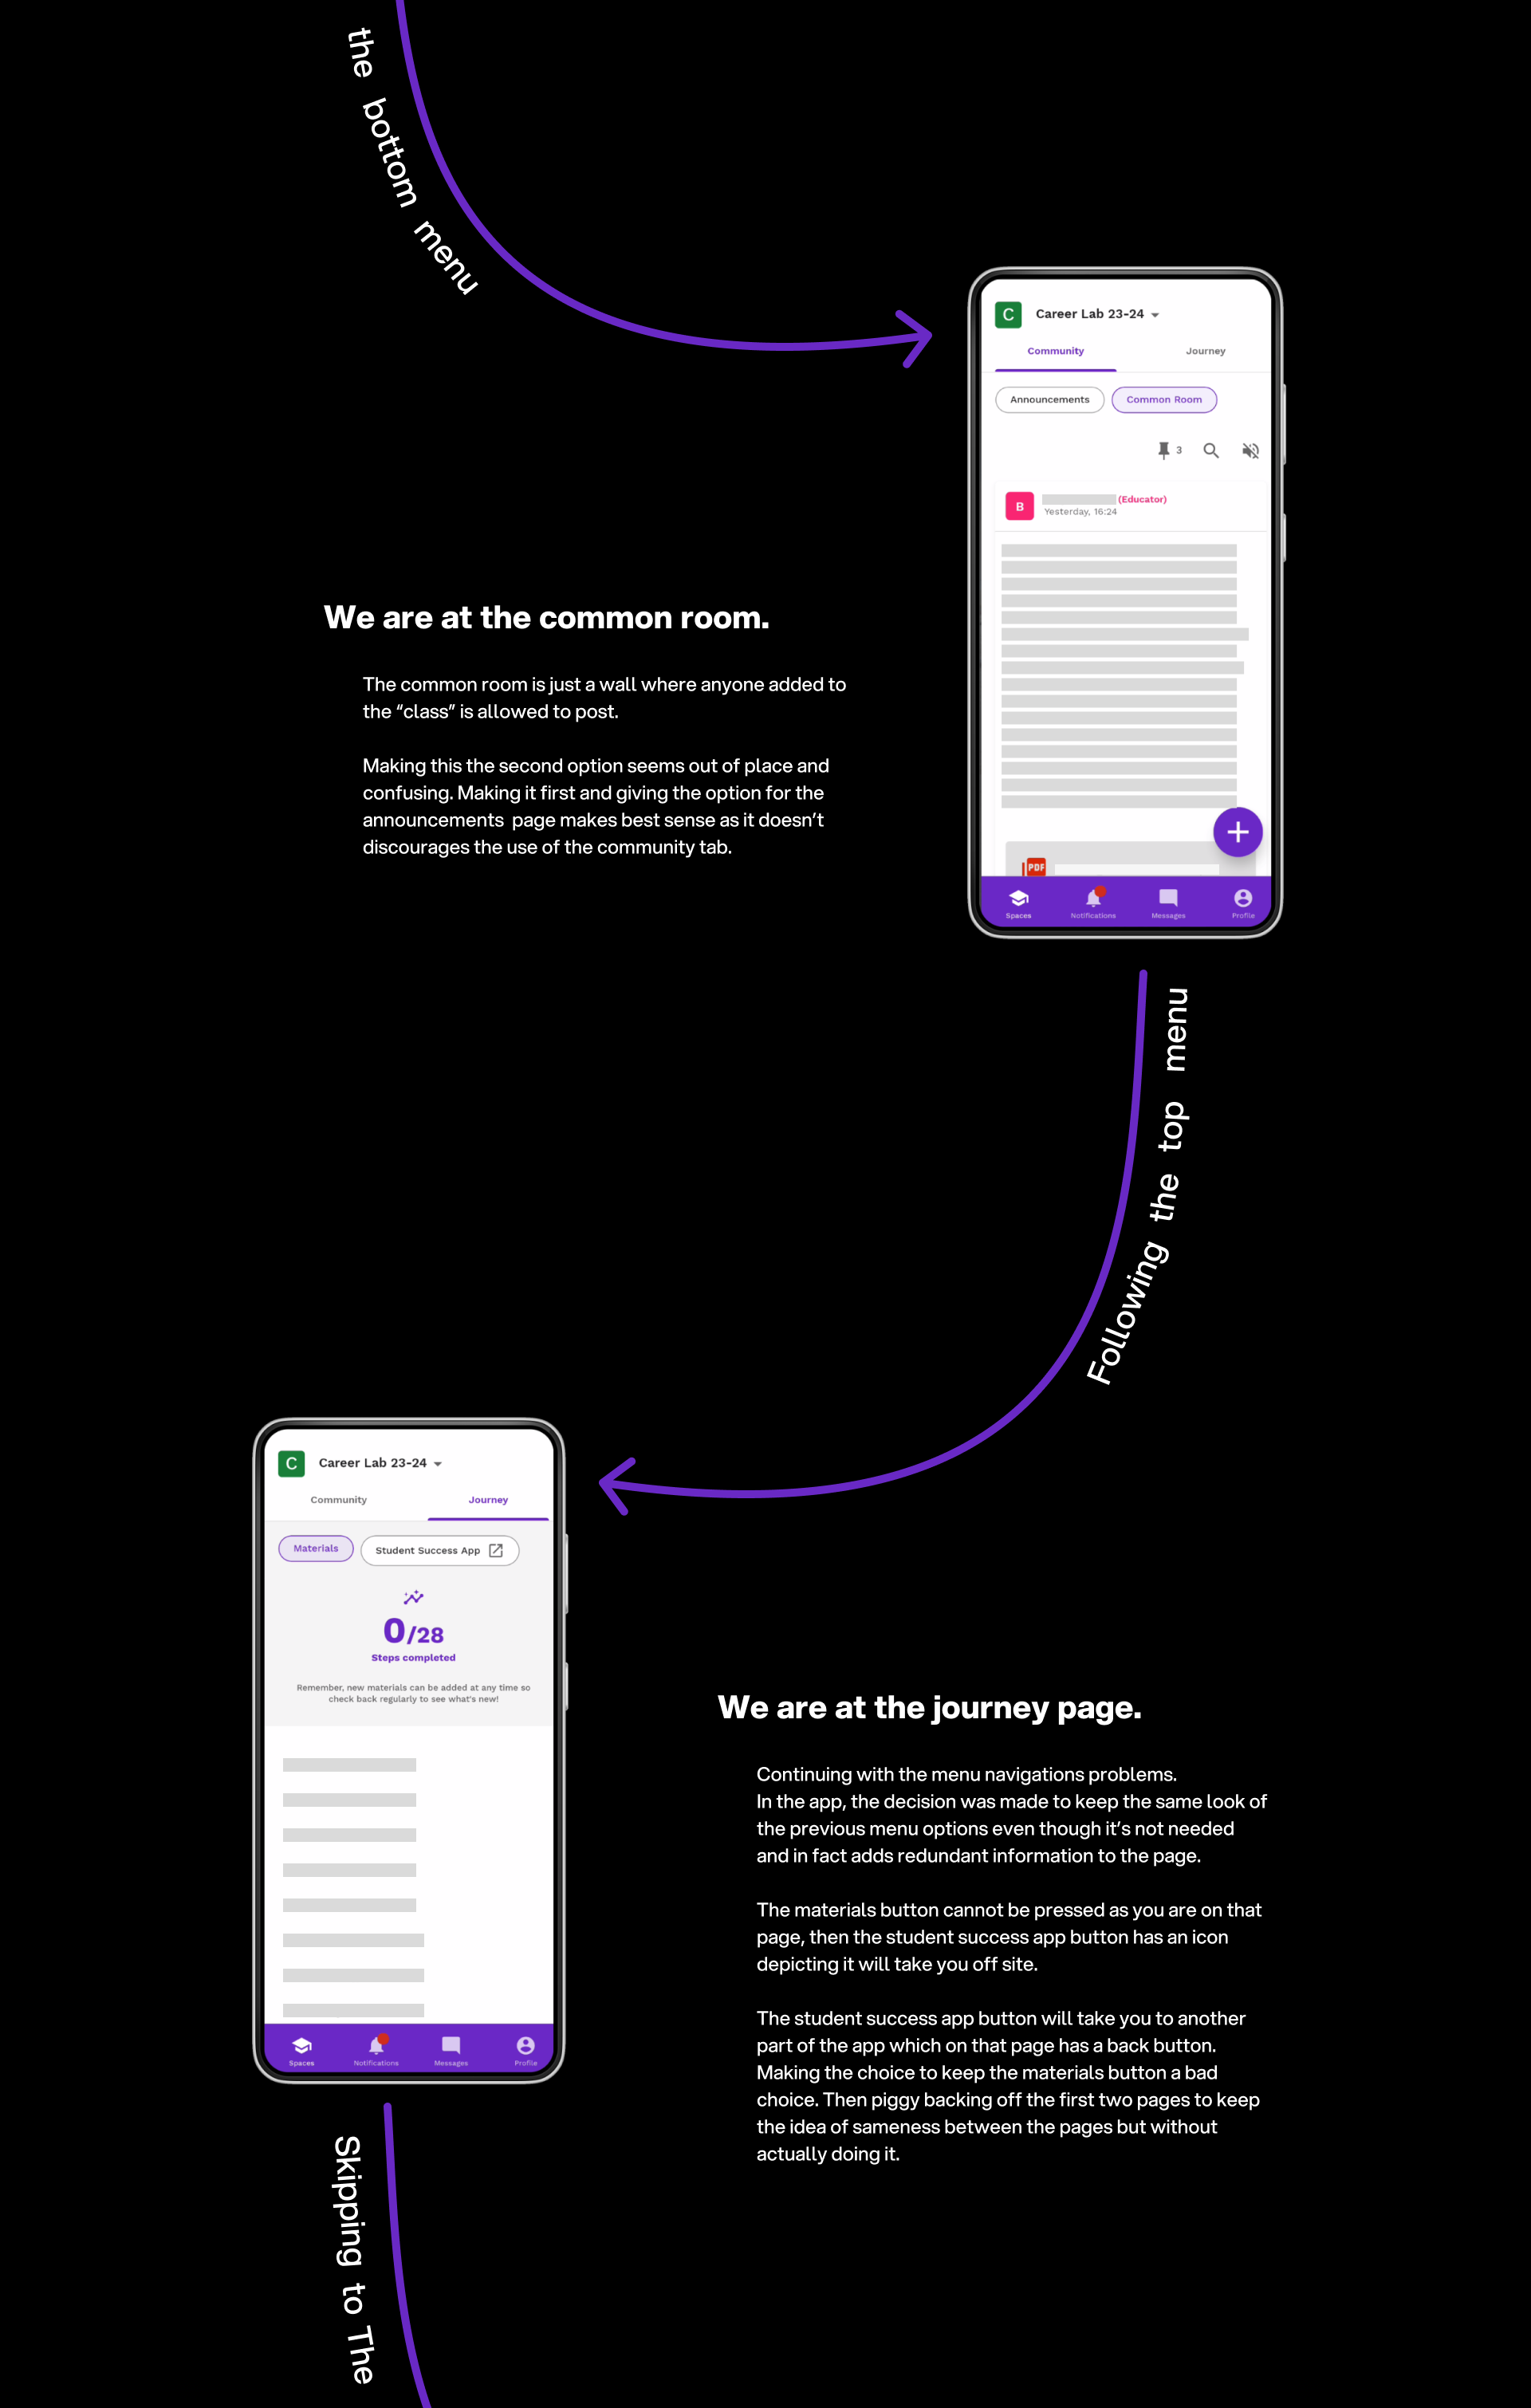 the bottom menu
C
Career Lab 23-24
Community
Journey
Announcements
Common Room
3
B
(Educator)
Yesterday, 16:24
PDF
Spaces
Notifications
Messages
Profile
We are at the common room.
The common room is just a wall where anyone added to
the “class” is allowed to post.
Making this the second option seems out of place and
confusing. Making it first and giving the option for the
announcements  page makes best sense as it doesn’t
discourages the use of the community tab.
Following the top menu
C
Career Lab 23-24
Community
Journey
Materials
Student Success App
0/28
Steps completed
Remember, new materials can be added at any time so
check back regularly to see what's new!
Spaces
Notifications
Messages
Profile
We are at the journey page.
Continuing with the menu navigations problems.
In the app, the decision was made to keep the same look of
the previous menu options even though it’s not needed
and in fact adds redundant information to the page.
The materials button cannot be pressed as you are on that
page, then the student success app button has an icon
depicting it will take you off site.
The student success app button will take you to another
part of the app which on that page has a back button.
Making the choice to keep the materials button a bad
choice. Then piggy backing off the first two pages to keep
the idea of sameness between the pages but without
actually doing it.
Skipping to The